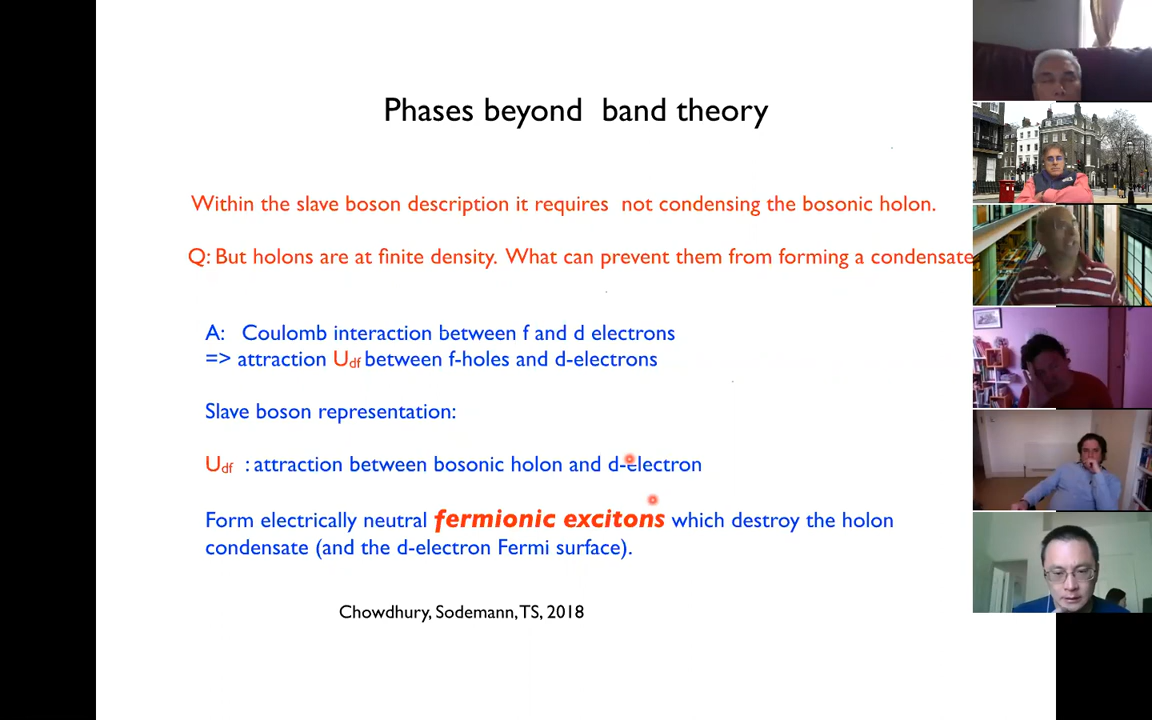 Phases beyond band theory
Within the slave boson description it requires not condensing the bosonic holon.
Q: But holons are at finite density. What can prevent them from forming a condensate
A: Coulomb interaction between f and d electrons
=> attraction Udf between f-holes and d-electrons
Slave boson representation:
Udf : attraction between bosonic holon and d-electron
Form electrically neutral fermionic excitons which destroy the holon
condensate (and the d-electron Fermi surface).
Chowdhury, Sodemann, TS, 2018